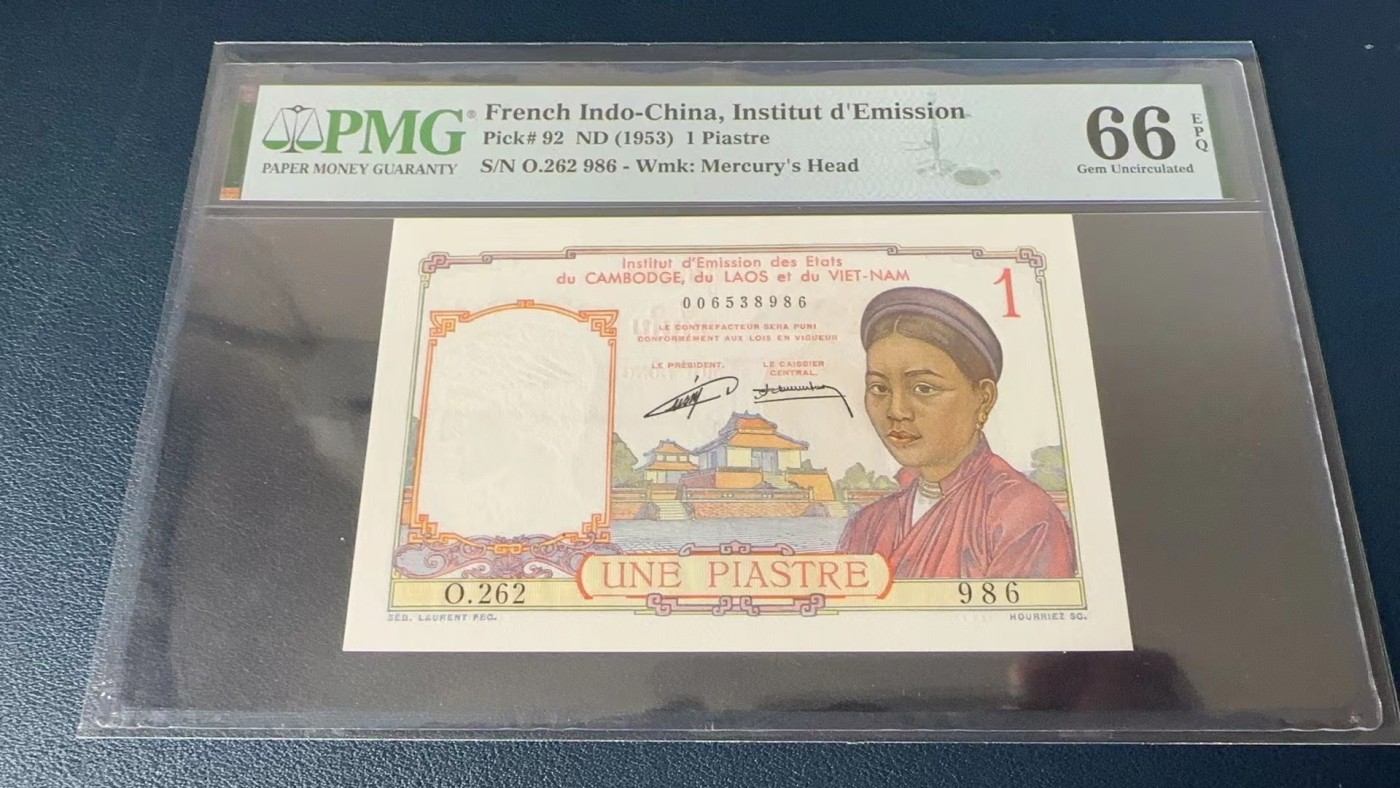 PMG®
PAPER MONEY GUARANTY
French Indo-China, Institut d'Emission
Pick# 92 ND (1953) 1 Piastre
S/N O.262 986 - Wmk: Mercury's Head
66
EPQ
Gem Uncirculated
Institut d'Emission des Etats
du CAMBODGE, du LAOS et du VIET-NAM
1
006538986
LE CONTREFACTEUR SERA PUNI
CONFORMÉMENT AUX LOIS EN VIGUEUR
LE PRÉSIDENT. LE CAISSIER
CENTRAL.
UNE PIASTRE
O.262
986
SÉB. LAURENT FEC.
HOURRIEZ SC.